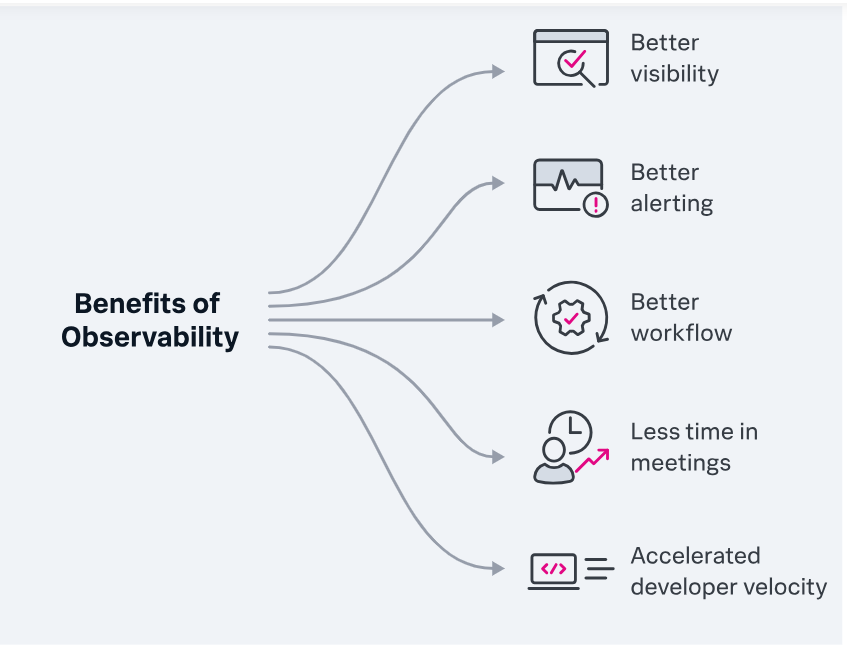 Better
visibility
Better
alerting
Benefits of
Observability
Better
workflow
Less time in
meetings
</>
Accelerated
developer velocity